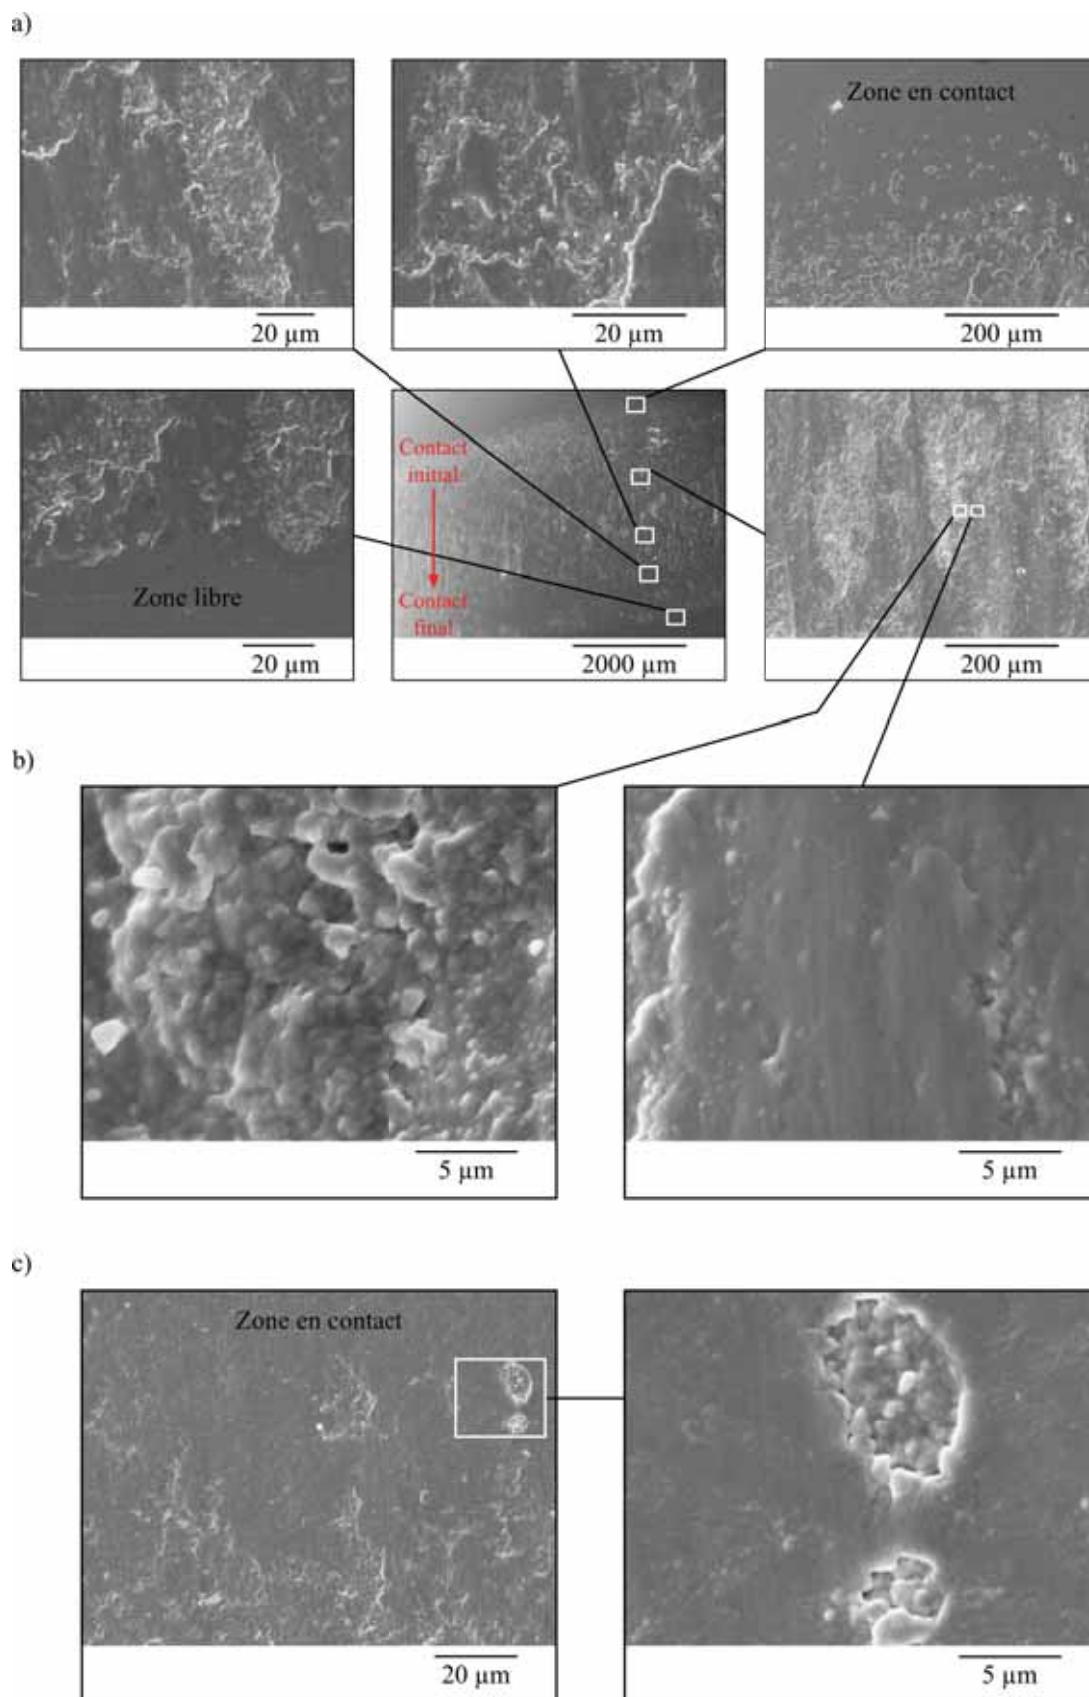 a)
Zone en contact
20 µm
20 µm
200 µm
Contact
initial
Zone libre
Contact
final
20 µm
2000 µm
200 µm
b)
5 µm
5 µm
c)
Zone en contact
20 µm
5 µm